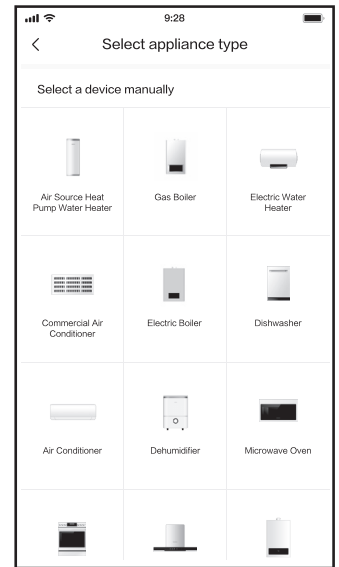 9:28
Select appliance type
Select a device manually
Air Source Heat
Pump Water Heater
Gas Boiler
Electric Water
Heater
Commercial Air
Conditioner
Electric Boiler
Dishwasher
Air Conditioner
Dehumidifier
Microwave Oven